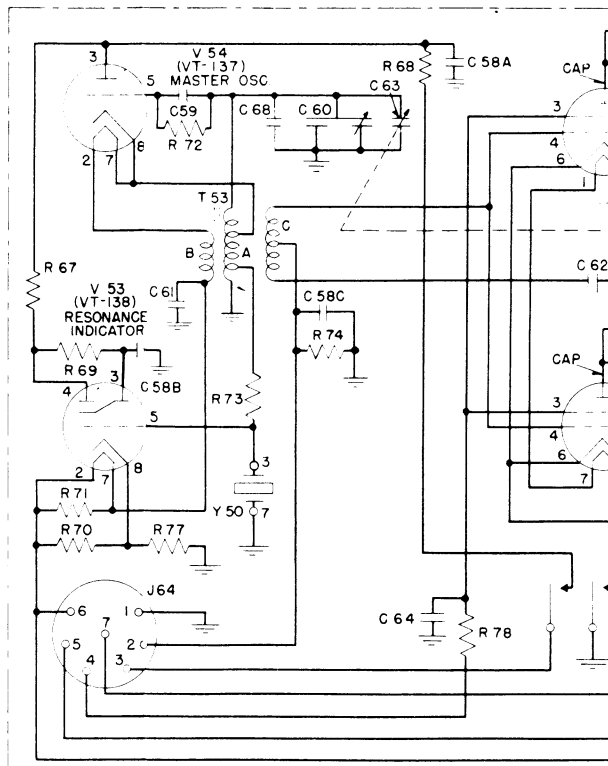 3
V 54
(VT-137)
MASTER OSC
5
R 68
C 58A
CAP
C 63
C59
R 72
C 68
C 60
3
4
2
7
8
6
1
T 53
C
B
A
R 67
C 61
C 62
V 53
(VT-138)
RESONANCE
INDICATOR
C 58C
R 74
R 69
3
C 58B
4
R 73
CAP
5
3
4
2
7
8
3
6
7
R 71
Y 50
7
R 70
R 77
J64
6
1
7
C 64
R 78
5
2
4
3